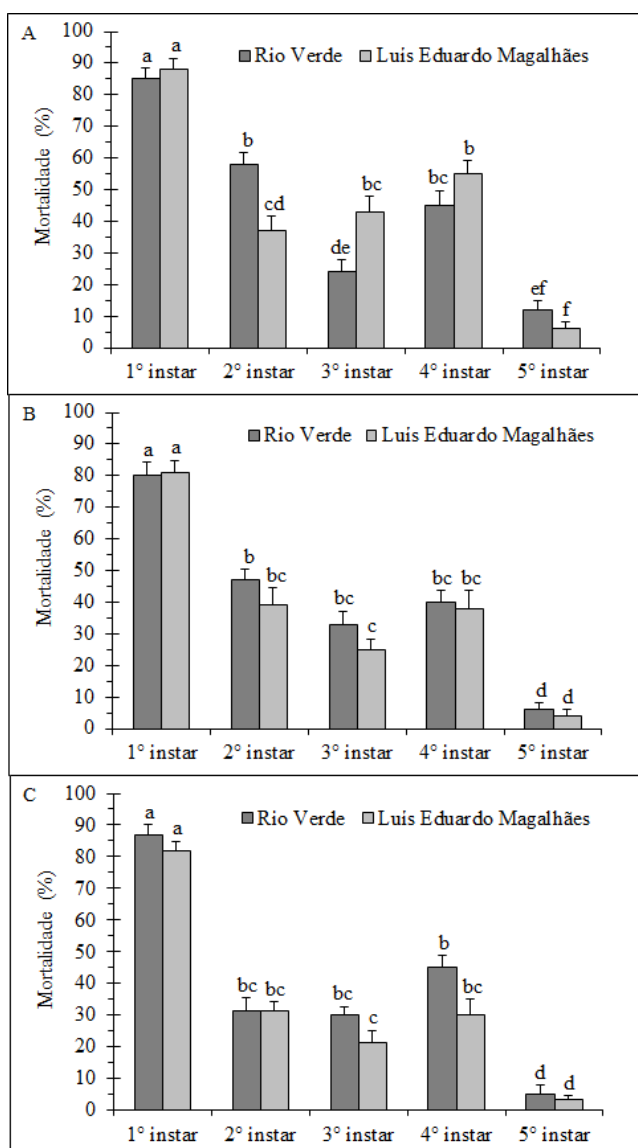 A
Rio Verde Luís Eduardo Magalhães
Mortalidade (%)
100
90
80
70
60
50
40
30
20
10
0
a a
b cd
de bc
bc b
ef f
1° instar 2° instar 3° instar 4° instar 5° instar
B
Rio Verde Luís Eduardo Magalhães
Mortalidade (%)
100
90
80
70
60
50
40
30
20
10
0
a a
b bc
bc c
bc bc
d d
1° instar 2° instar 3° instar 4° instar 5° instar
C
Rio Verde Luís Eduardo Magalhães
Mortalidade (%)
100
90
80
70
60
50
40
30
20
10
0
a a
bc bc
bc c
b bc
d d
1° instar 2° instar 3° instar 4° instar 5° instar